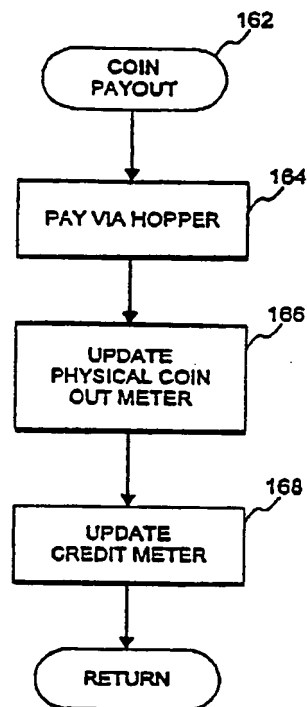 162
COIN
PAYOUT
164
PAY VIA HOPPER
166
UPDATE
PHYSICAL COIN
OUT METER
168
UPDATE
CREDIT METER
RETURN